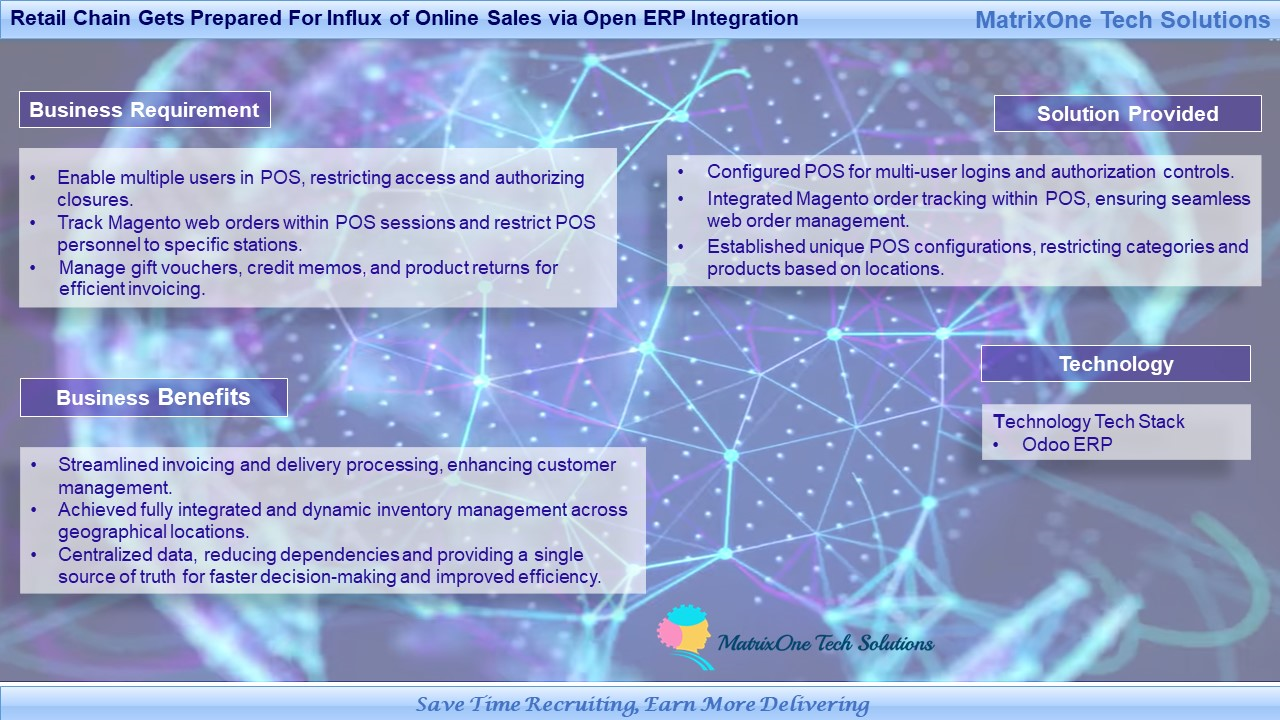 Retail Chain Gets Prepared For Influx of Online Sales via Open ERP Integration
MatrixOne Tech Solutions
Business Requirement
• Enable multiple users in POS, restricting access and authorizing
closures.
• Track Magento web orders within POS sessions and restrict POS
personnel to specific stations.
• Manage gift vouchers, credit memos, and product returns for
efficient invoicing.
Solution Provided
• Configured POS for multi-user logins and authorization controls.
• Integrated Magento order tracking within POS, ensuring seamless
web order management.
• Established unique POS configurations, restricting categories and
products based on locations.
Business Benefits
• Streamlined invoicing and delivery processing, enhancing customer
management.
• Achieved fully integrated and dynamic inventory management across
geographical locations.
• Centralized data, reducing dependencies and providing a single
source of truth for faster decision-making and improved efficiency.
Technology
Technology Tech Stack
• Odoo ERP
MatrixOne Tech Solutions
Save Time Recruiting, Earn More Delivering